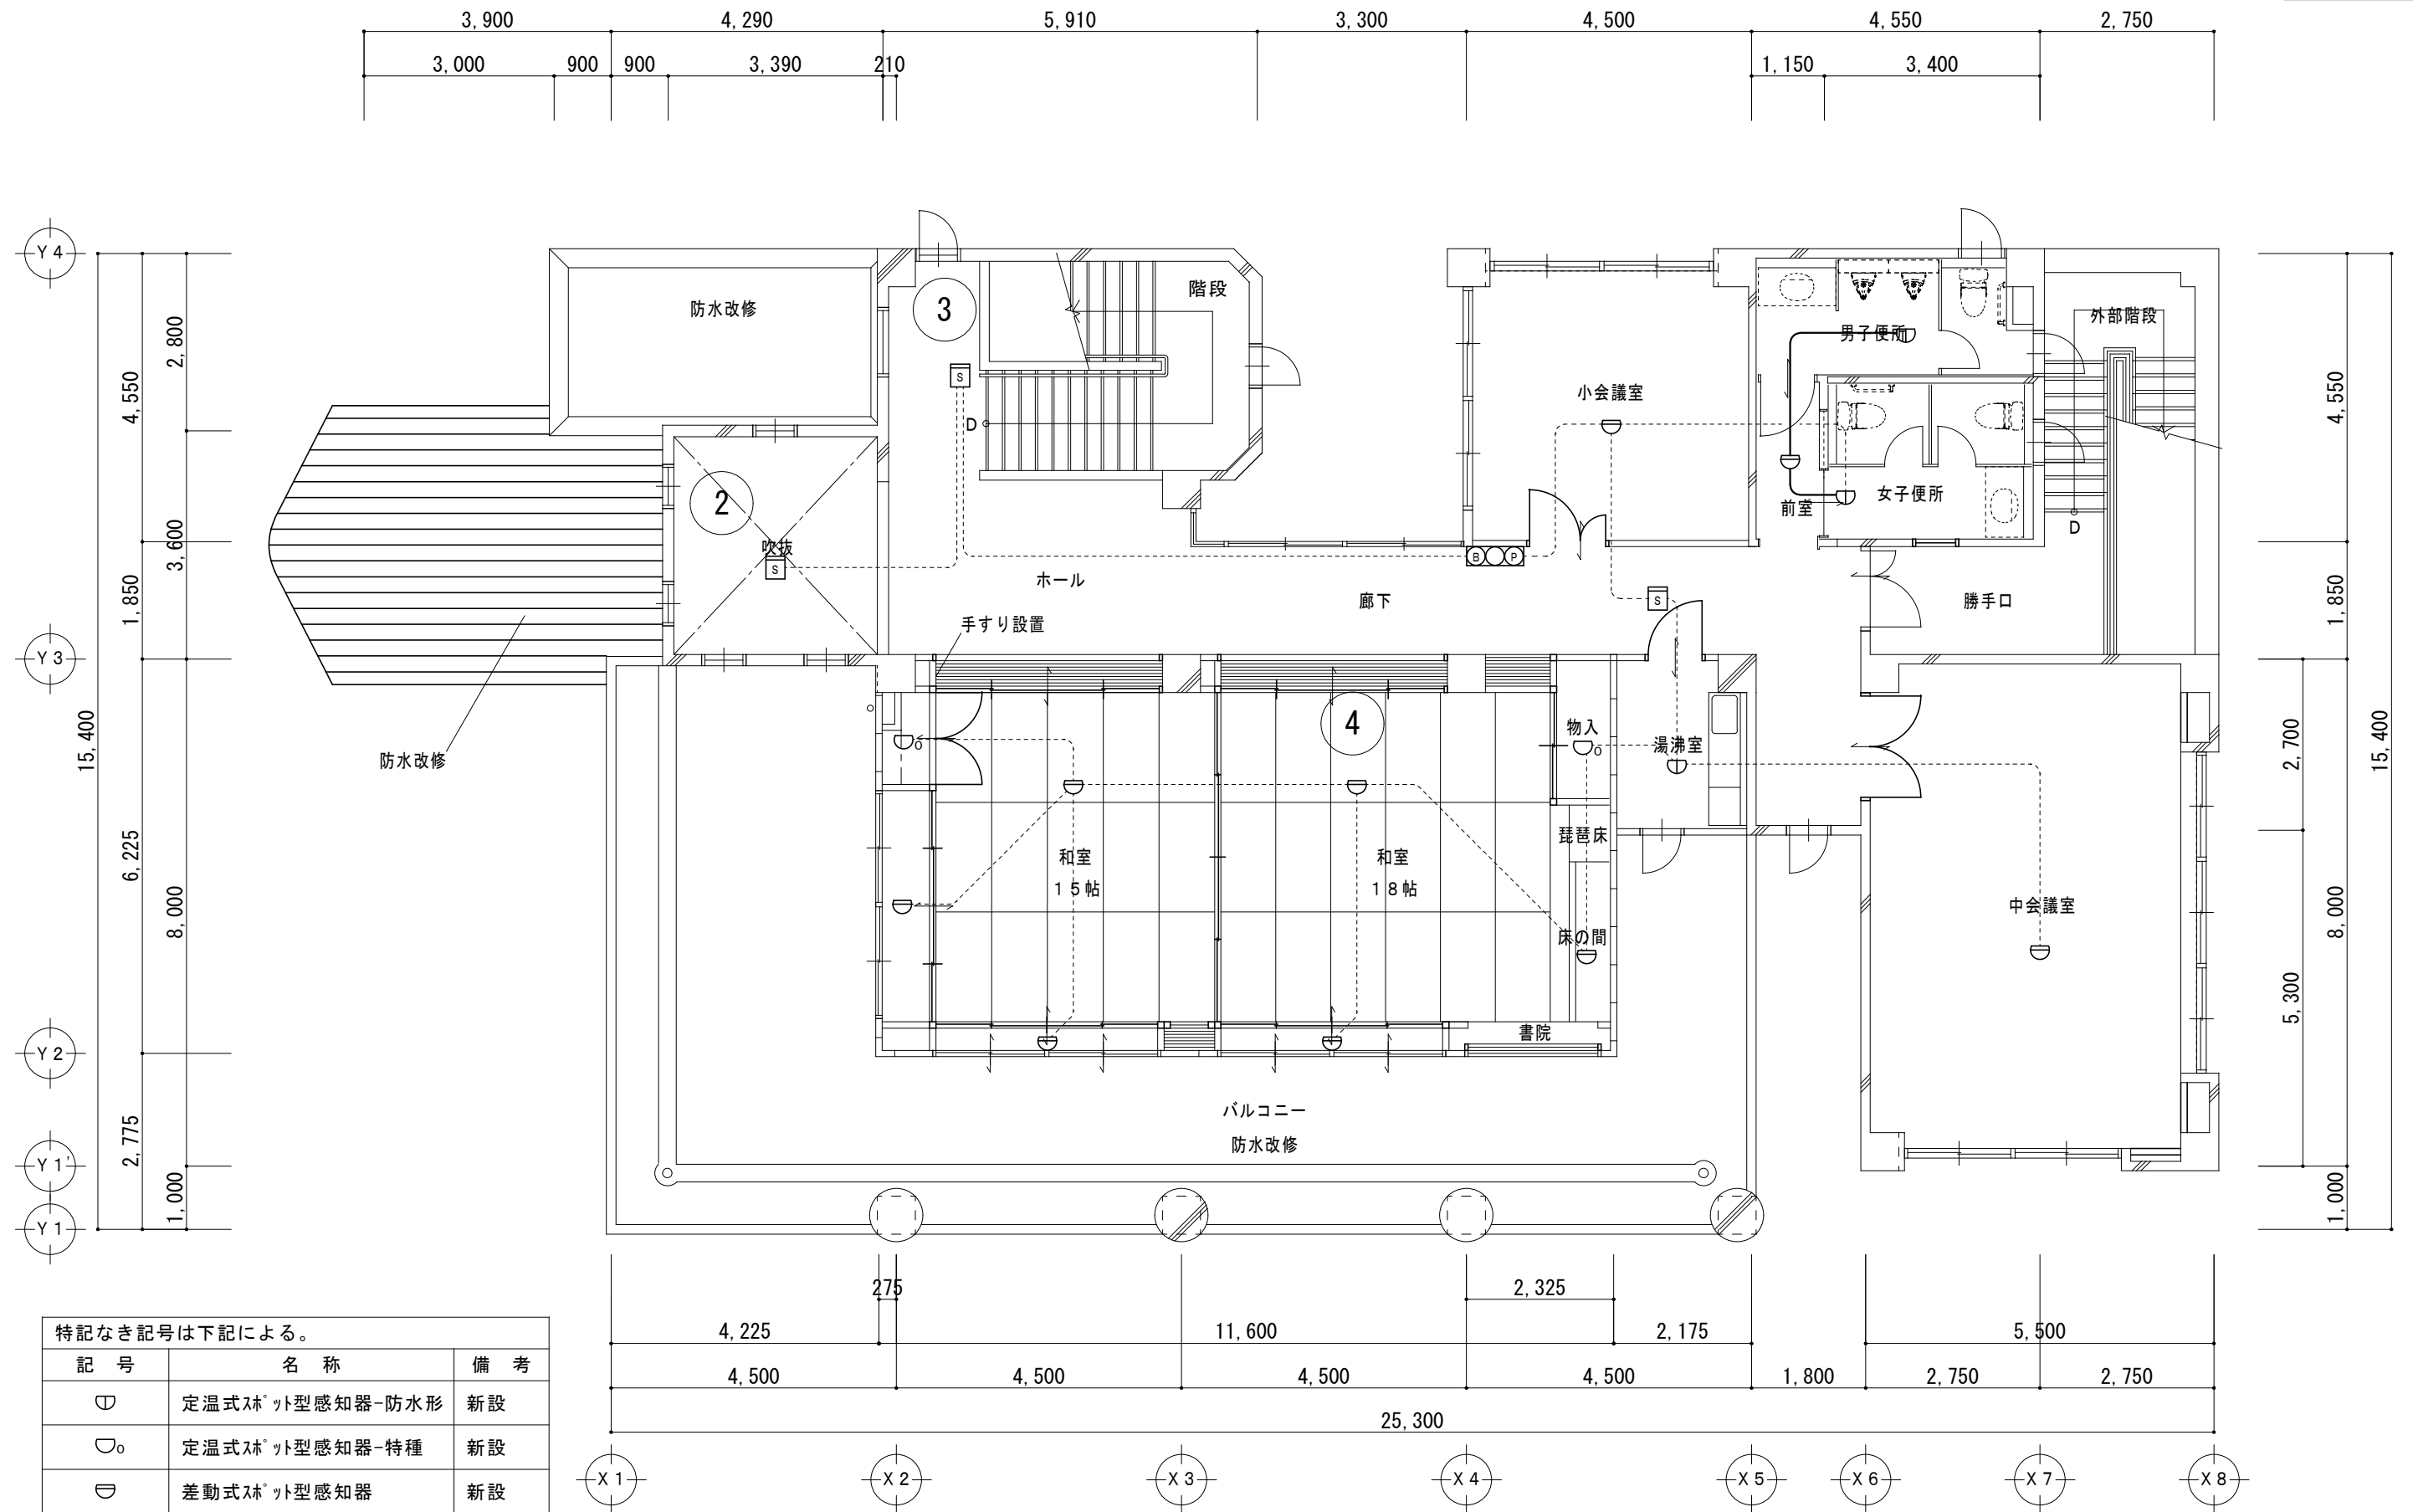 3,900 4,290 5,910 3,300 4,500 4,550 2,750
3,000 900 900 3,390 210 1,150 3,400
Y4
Y3
Y2
Y1'
Y1
15,400
4,550
1,850
6,225
2,775
2,800
3,600
8,000
1,000
防水改修
3
階段
D
S
2
吹抜
S
ホール
廊下
手すり設置
防水改修
小会議室
B P
S
男子便所
女子便所
前室
外部階段
D
勝手口
4
物入
湯沸室
O
O
琵琶床
和室
15帖
和室
18帖
床の間
書院
中会議室
バルコニー
防水改修
4,550
1,850
2,700
8,000
5,300
1,000
15,400
275 2,325
4,225 11,600 2,175 5,500
4,500 4,500 4,500 4,500 1,800 2,750 2,750
25,300
X1 X2 X3 X4 X5 X6 X7 X8
特記なき記号は下記による。
記 号 名 称 備 考
定温式ｽﾎﾟｯﾄ型感知器-防水形 新設
O 定温式ｽﾎﾟｯﾄ型感知器-特種 新設
差動式ｽﾎﾟｯﾄ型感知器 新設